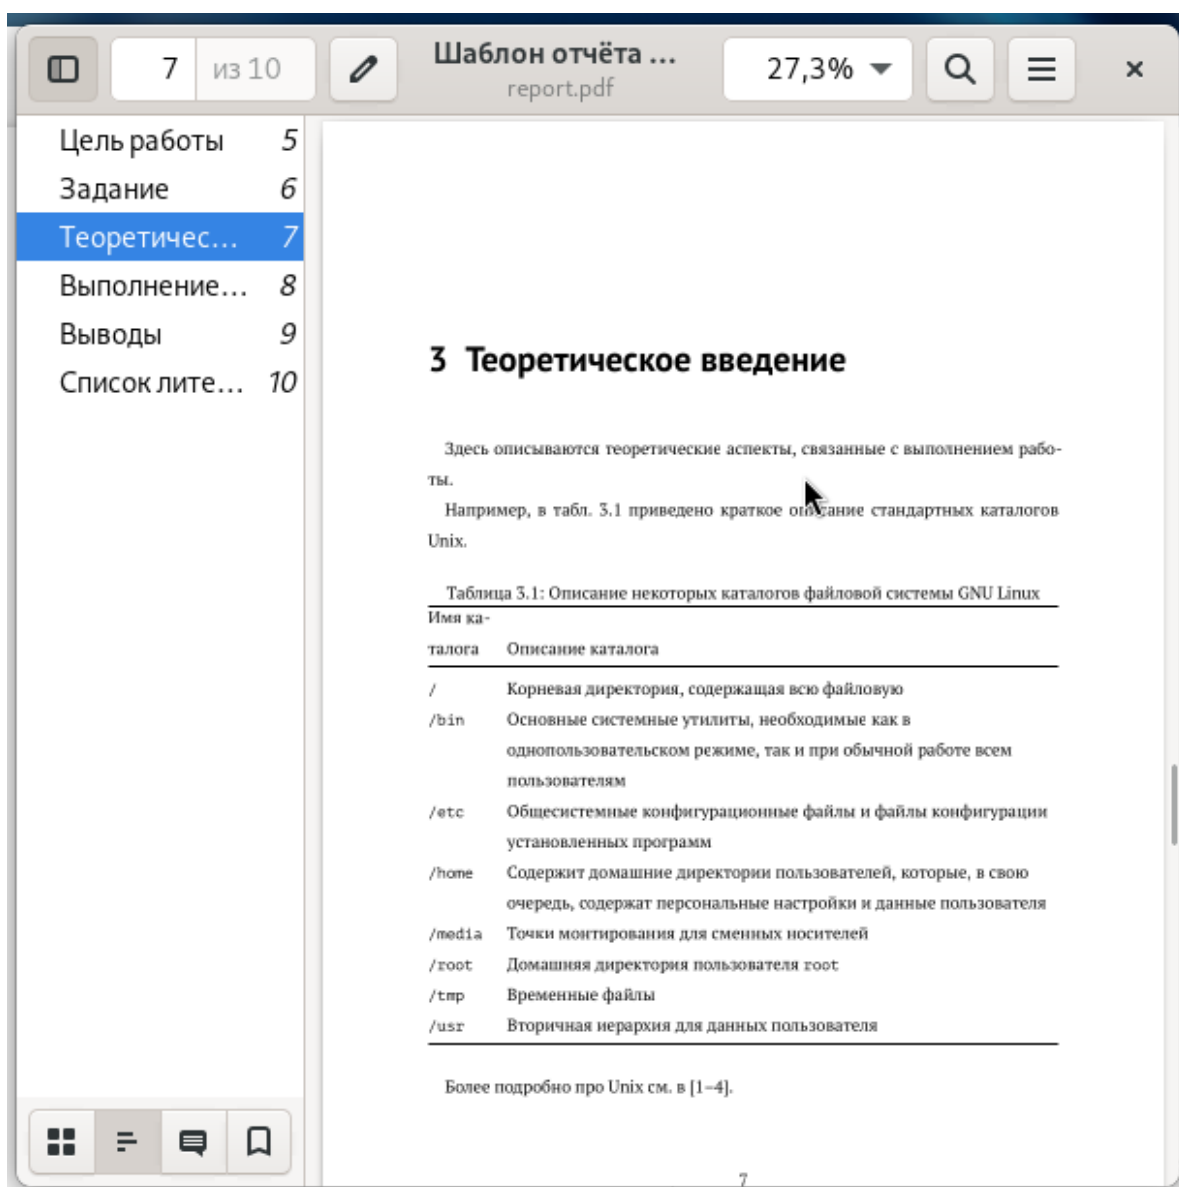 7 из 10
Шаблон отчёта ...
report.pdf
27,3%
Цель работы 5
Задание 6
Теоретичес... 7
Выполнение... 8
Выводы 9
Список лите... 10
3 Теоретическое введение
Здесь описываются теоретические аспекты, связанные с выполнением рабо-
ты.
Например, в табл. 3.1 приведено краткое описание стандартных каталогов
Unix.
Таблица 3.1: Описание некоторых каталогов файловой системы GNU Linux
Имя ка-
талога Описание каталога
/ Корневая директория, содержащая всю файловую
/bin Основные системные утилиты, необходимые как в
однопользовательском режиме, так и при обычной работе всем
пользователям
/etc Общесистемные конфигурационные файлы и файлы конфигурации
установленных программ
/home Содержит домашние директории пользователей, которые, в свою
очередь, содержат персональные настройки и данные пользователя
/media Точки монтирования для сменных носителей
/root Домашняя директория пользователя root
/tmp Временные файлы
/usr Вторичная иерархия для данных пользователя
Более подробно про Unix см. в [1–4].
7